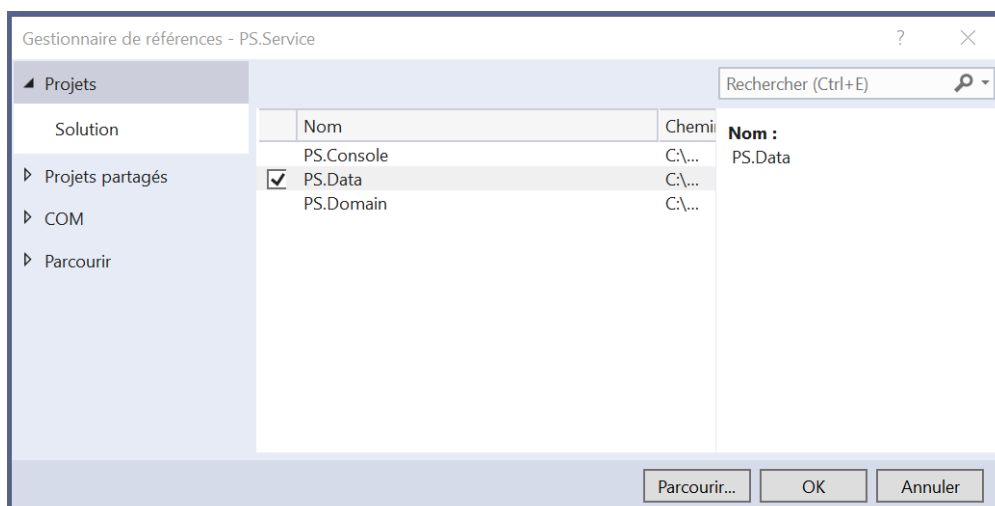 Gestionnaire de références - PS.Service ?
Projets
Rechercher (Ctrl+E)
Solution
Nom Chemi
Nom :
PS.Console C:\...
PS.Data
PS.Data C:\...
Projets partagés
PS.Domain C:\...
COM
Parcourir
Parcourir... OK Annuler